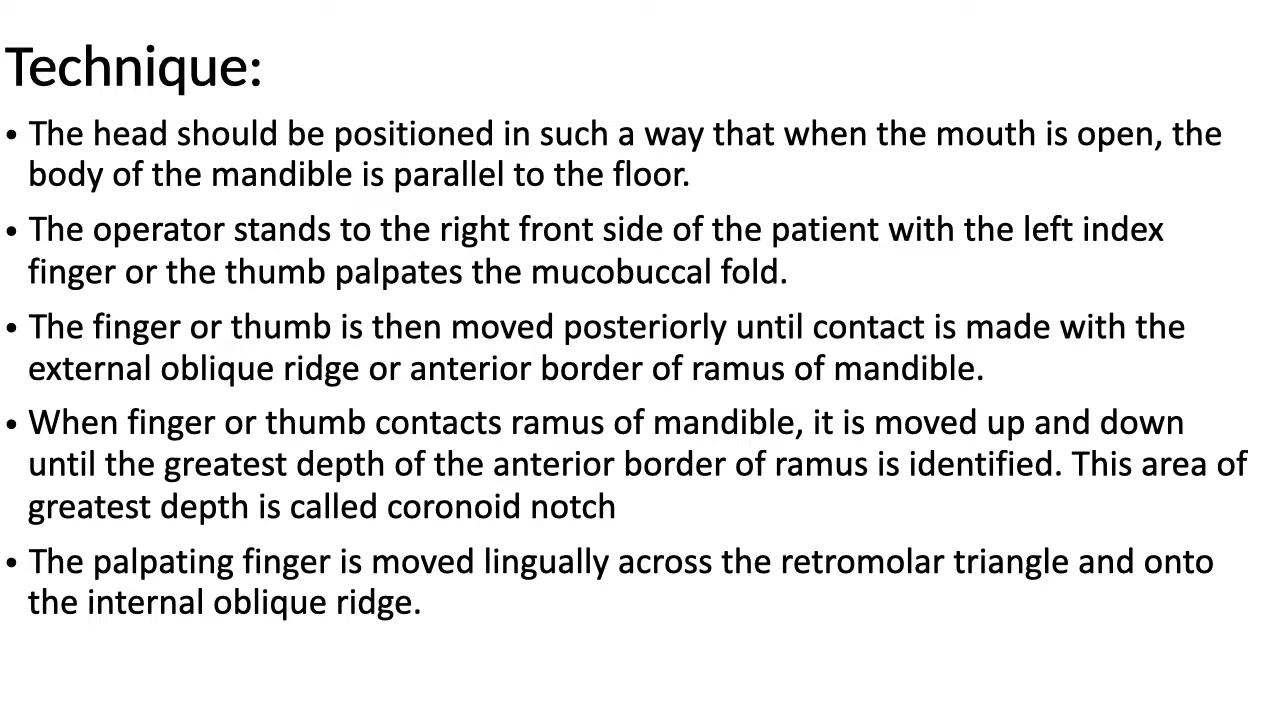 Technique:
• The head should be positioned in such a way that when the mouth is open, the
body of the mandible is parallel to the floor.
• The operator stands to the right front side of the patient with the left index
finger or the thumb palpates the mucobuccal fold.
• The finger or thumb is then moved posteriorly until contact is made with the
external oblique ridge or anterior border of ramus of mandible.
• When finger or thumb contacts ramus of mandible, it is moved up and down
until the greatest depth of the anterior border of ramus is identified. This area of
greatest depth is called coronoid notch
• The palpating finger is moved lingually across the retromolar triangle and onto
the internal oblique ridge.